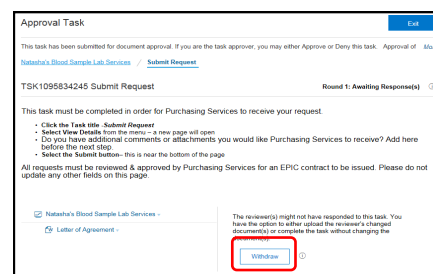 Approval Task
Exit
This task has been submitted for document approval. If you are the task approver, you may either Approve or Deny this task. Approval of
Natasha's Blood Sample Lab Services / Submit Request
TSK1095834245 Submit Request
Round 1: Awaiting Response(s)
This task must be completed in order for Purchasing Services to receive your request.
• Click the Task title -Submit Request
• Select View Details from the menu – a new page will open.
• Do you have additional comments or attachments you would like Purchasing Services to receive? Add here
before the next step.
• Select the Submit button– this is near the bottom of the page
All requests must be reviewed & approved by Purchasing Services for an EPIC contract to be issued. Please do not
update any other fields on this page.
Natasha's Blood Sample Lab Services -
Letter of Agreement -
The reviewer(s) might not have responded to this task. You
have the option to either upload the reviewer's changed
document(s) or complete the task without changing the
document(s).
Withdraw